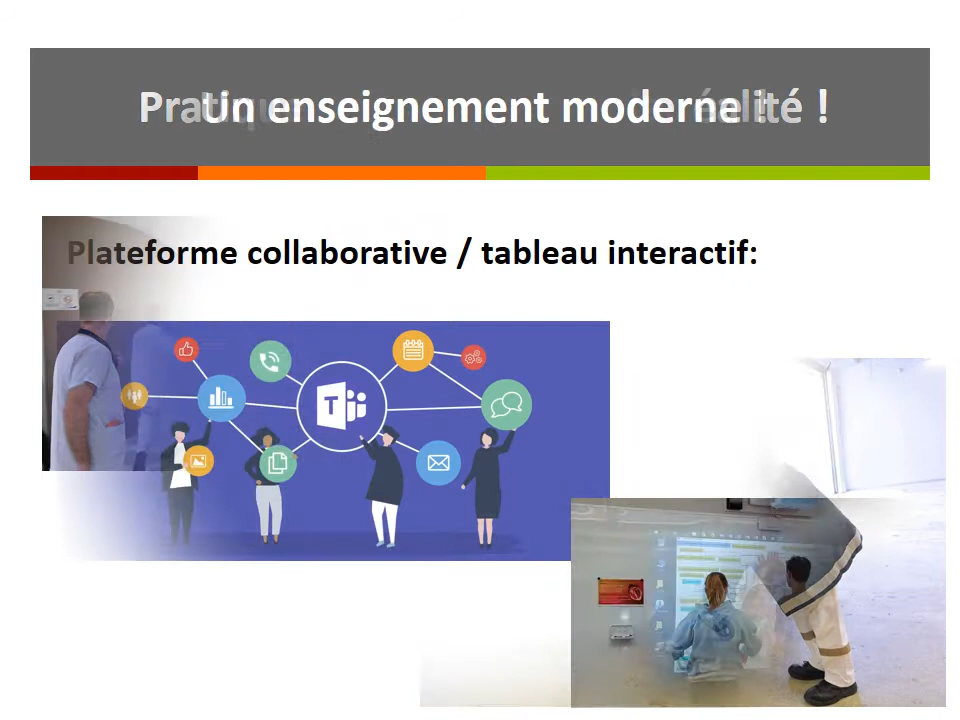 un enseignement moderne !
Plateforme collaborative / tableau interactif:
T